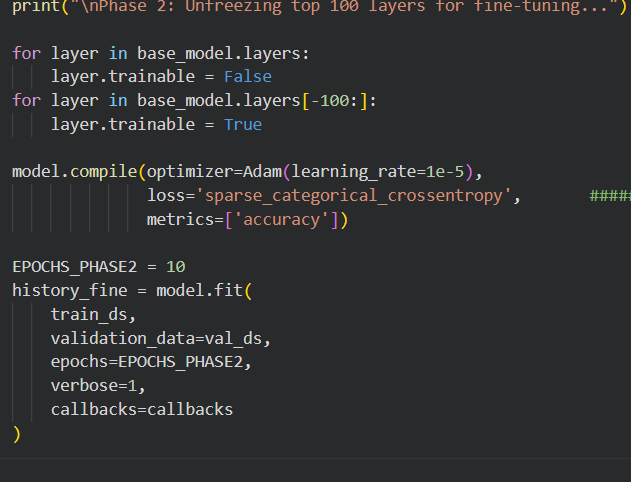 print("\nPhase 2: Unfreezing top 100 layers for fine-tuning...")
for layer in base_model.layers:
    layer.trainable = False
for layer in base_model.layers[-100:]:
    layer.trainable = True
model.compile(optimizer=Adam(learning_rate=1e-5),
              loss='sparse_categorical_crossentropy',       #####
              metrics=['accuracy'])
EPOCHS_PHASE2 = 10
history_fine = model.fit(
    train_ds,
    validation_data=val_ds,
    epochs=EPOCHS_PHASE2,
    verbose=1,
    callbacks=callbacks
)